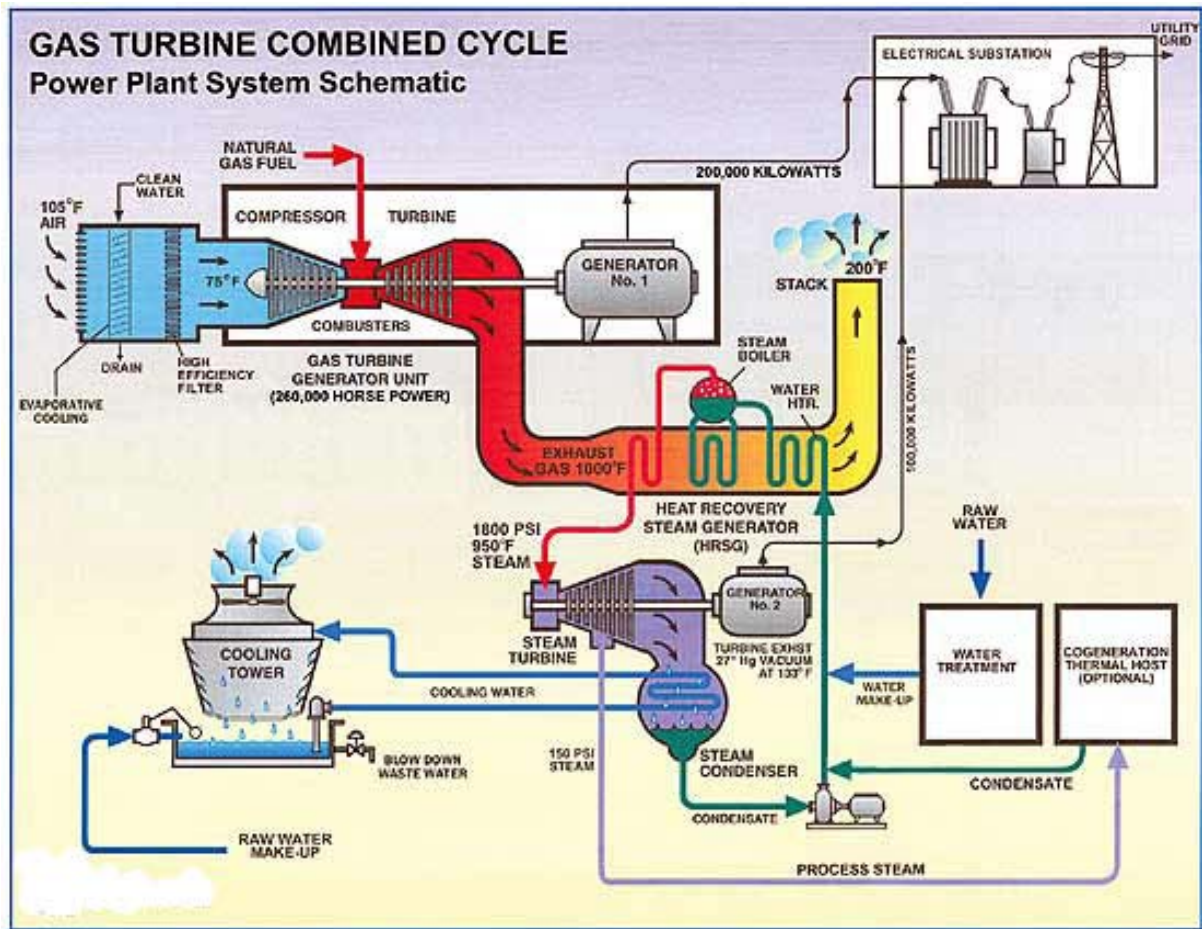 GAS TURBINE COMBINED CYCLE
Power Plant System Schematic
UTILITY
GRID
ELECTRICAL SUBSTATION
NATURAL
GAS FUEL
200,000 KILOWATTS
CLEAN
WATER
105°F
AIR
COMPRESSOR
TURBINE
75°F
GENERATOR
No. 1
STACK
200°F
COMBUSTERS
DRAIN
HIGH
EFFICIENCY
FILTER
EVAPORATIVE
COOLING
GAS TURBINE
GENERATOR UNIT
(260,000 HORSE POWER)
STEAM
BOILER
WATER
HTR.
100,000 KILOWATTS
EXHAUST
GAS 1000°F
HEAT RECOVERY
STEAM GENERATOR
(HRSG)
1800 PSI
950°F
STEAM
RAW
WATER
GENERATOR
No. 2
STEAM
TURBINE
TURBINE EXHST
27" Hg VACUUM
AT 133°F
COOLING
TOWER
COOLING WATER
WATER
TREATMENT
COGENERATION
THERMAL HOST
(OPTIONAL)
WATER
MAKE-UP
150 PSI
STEAM
STEAM
CONDENSER
BLOW DOWN
WASTE WATER
CONDENSATE
CONDENSATE
RAW WATER
MAKE-UP
PROCESS STEAM